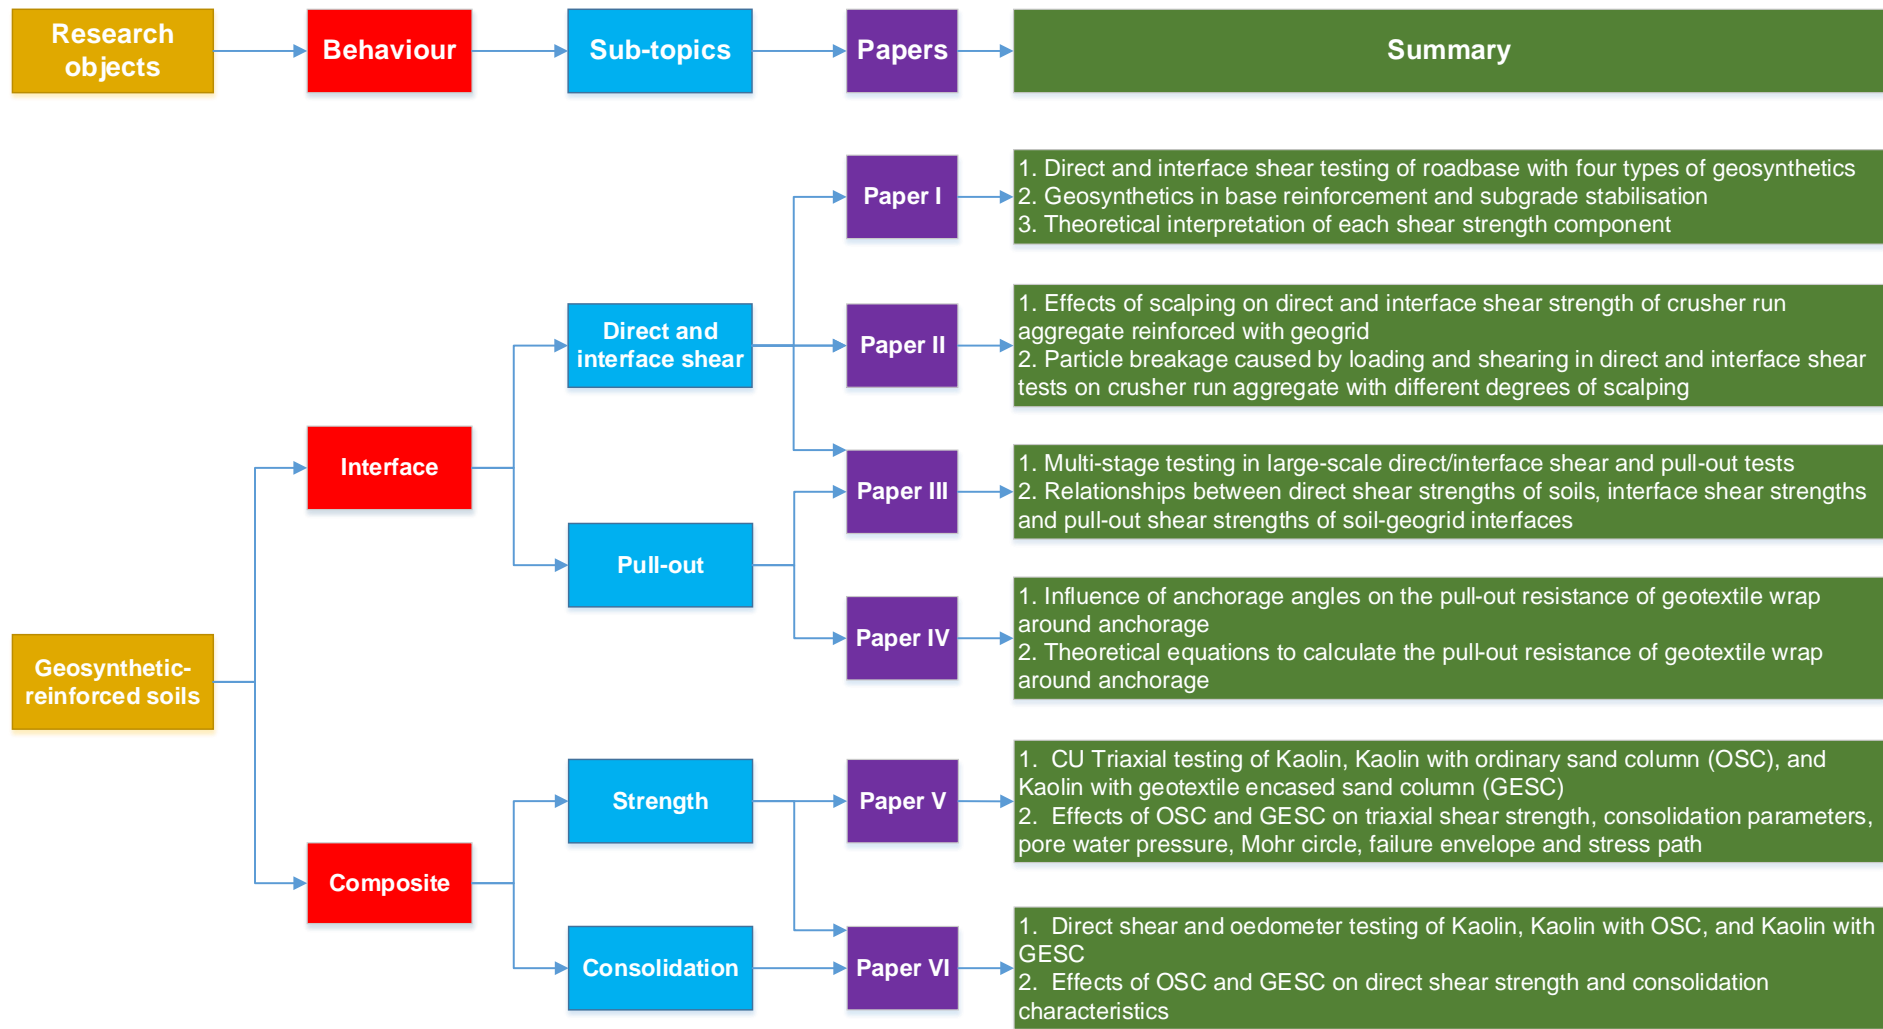 Research
objects
Behaviour
Sub-topics
Papers
Summary
Paper I
1. Direct and interface shear testing of roadbase with four types of geosynthetics
2. Geosynthetics in base reinforcement and subgrade stabilisation
3. Theoretical interpretation of each shear strength component
Direct and
interface shear
Paper II
1. Effects of scalping on direct and interface shear strength of crusher run
aggregate reinforced with geogrid
2. Particle breakage caused by loading and shearing in direct and interface shear
tests on crusher run aggregate with different degrees of scalping
Interface
Paper III
1. Multi-stage testing in large-scale direct/interface shear and pull-out tests
2. Relationships between direct shear strengths of soils, interface shear strengths
and pull-out shear strengths of soil-geogrid interfaces
Pull-out
Paper IV
1. Influence of anchorage angles on the pull-out resistance of geotextile wrap
around anchorage
2. Theoretical equations to calculate the pull-out resistance of geotextile wrap
around anchorage
Geosynthetic-
reinforced soils
Strength
Paper V
1. CU Triaxial testing of Kaolin, Kaolin with ordinary sand column (OSC), and
Kaolin with geotextile encased sand column (GESC)
2. Effects of OSC and GESC on triaxial shear strength, consolidation parameters,
pore water pressure, Mohr circle, failure envelope and stress path
Composite
Consolidation
Paper VI
1. Direct shear and oedometer testing of Kaolin, Kaolin with OSC, and Kaolin with
GESC
2. Effects of OSC and GESC on direct shear strength and consolidation
characteristics